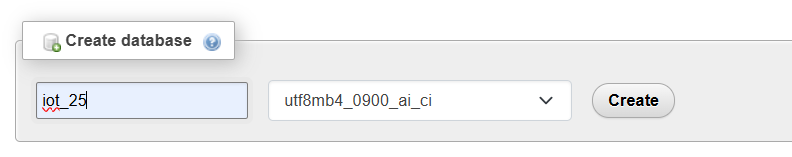 Create database
iot_25
utf8mb4_0900_ai_ci
Create